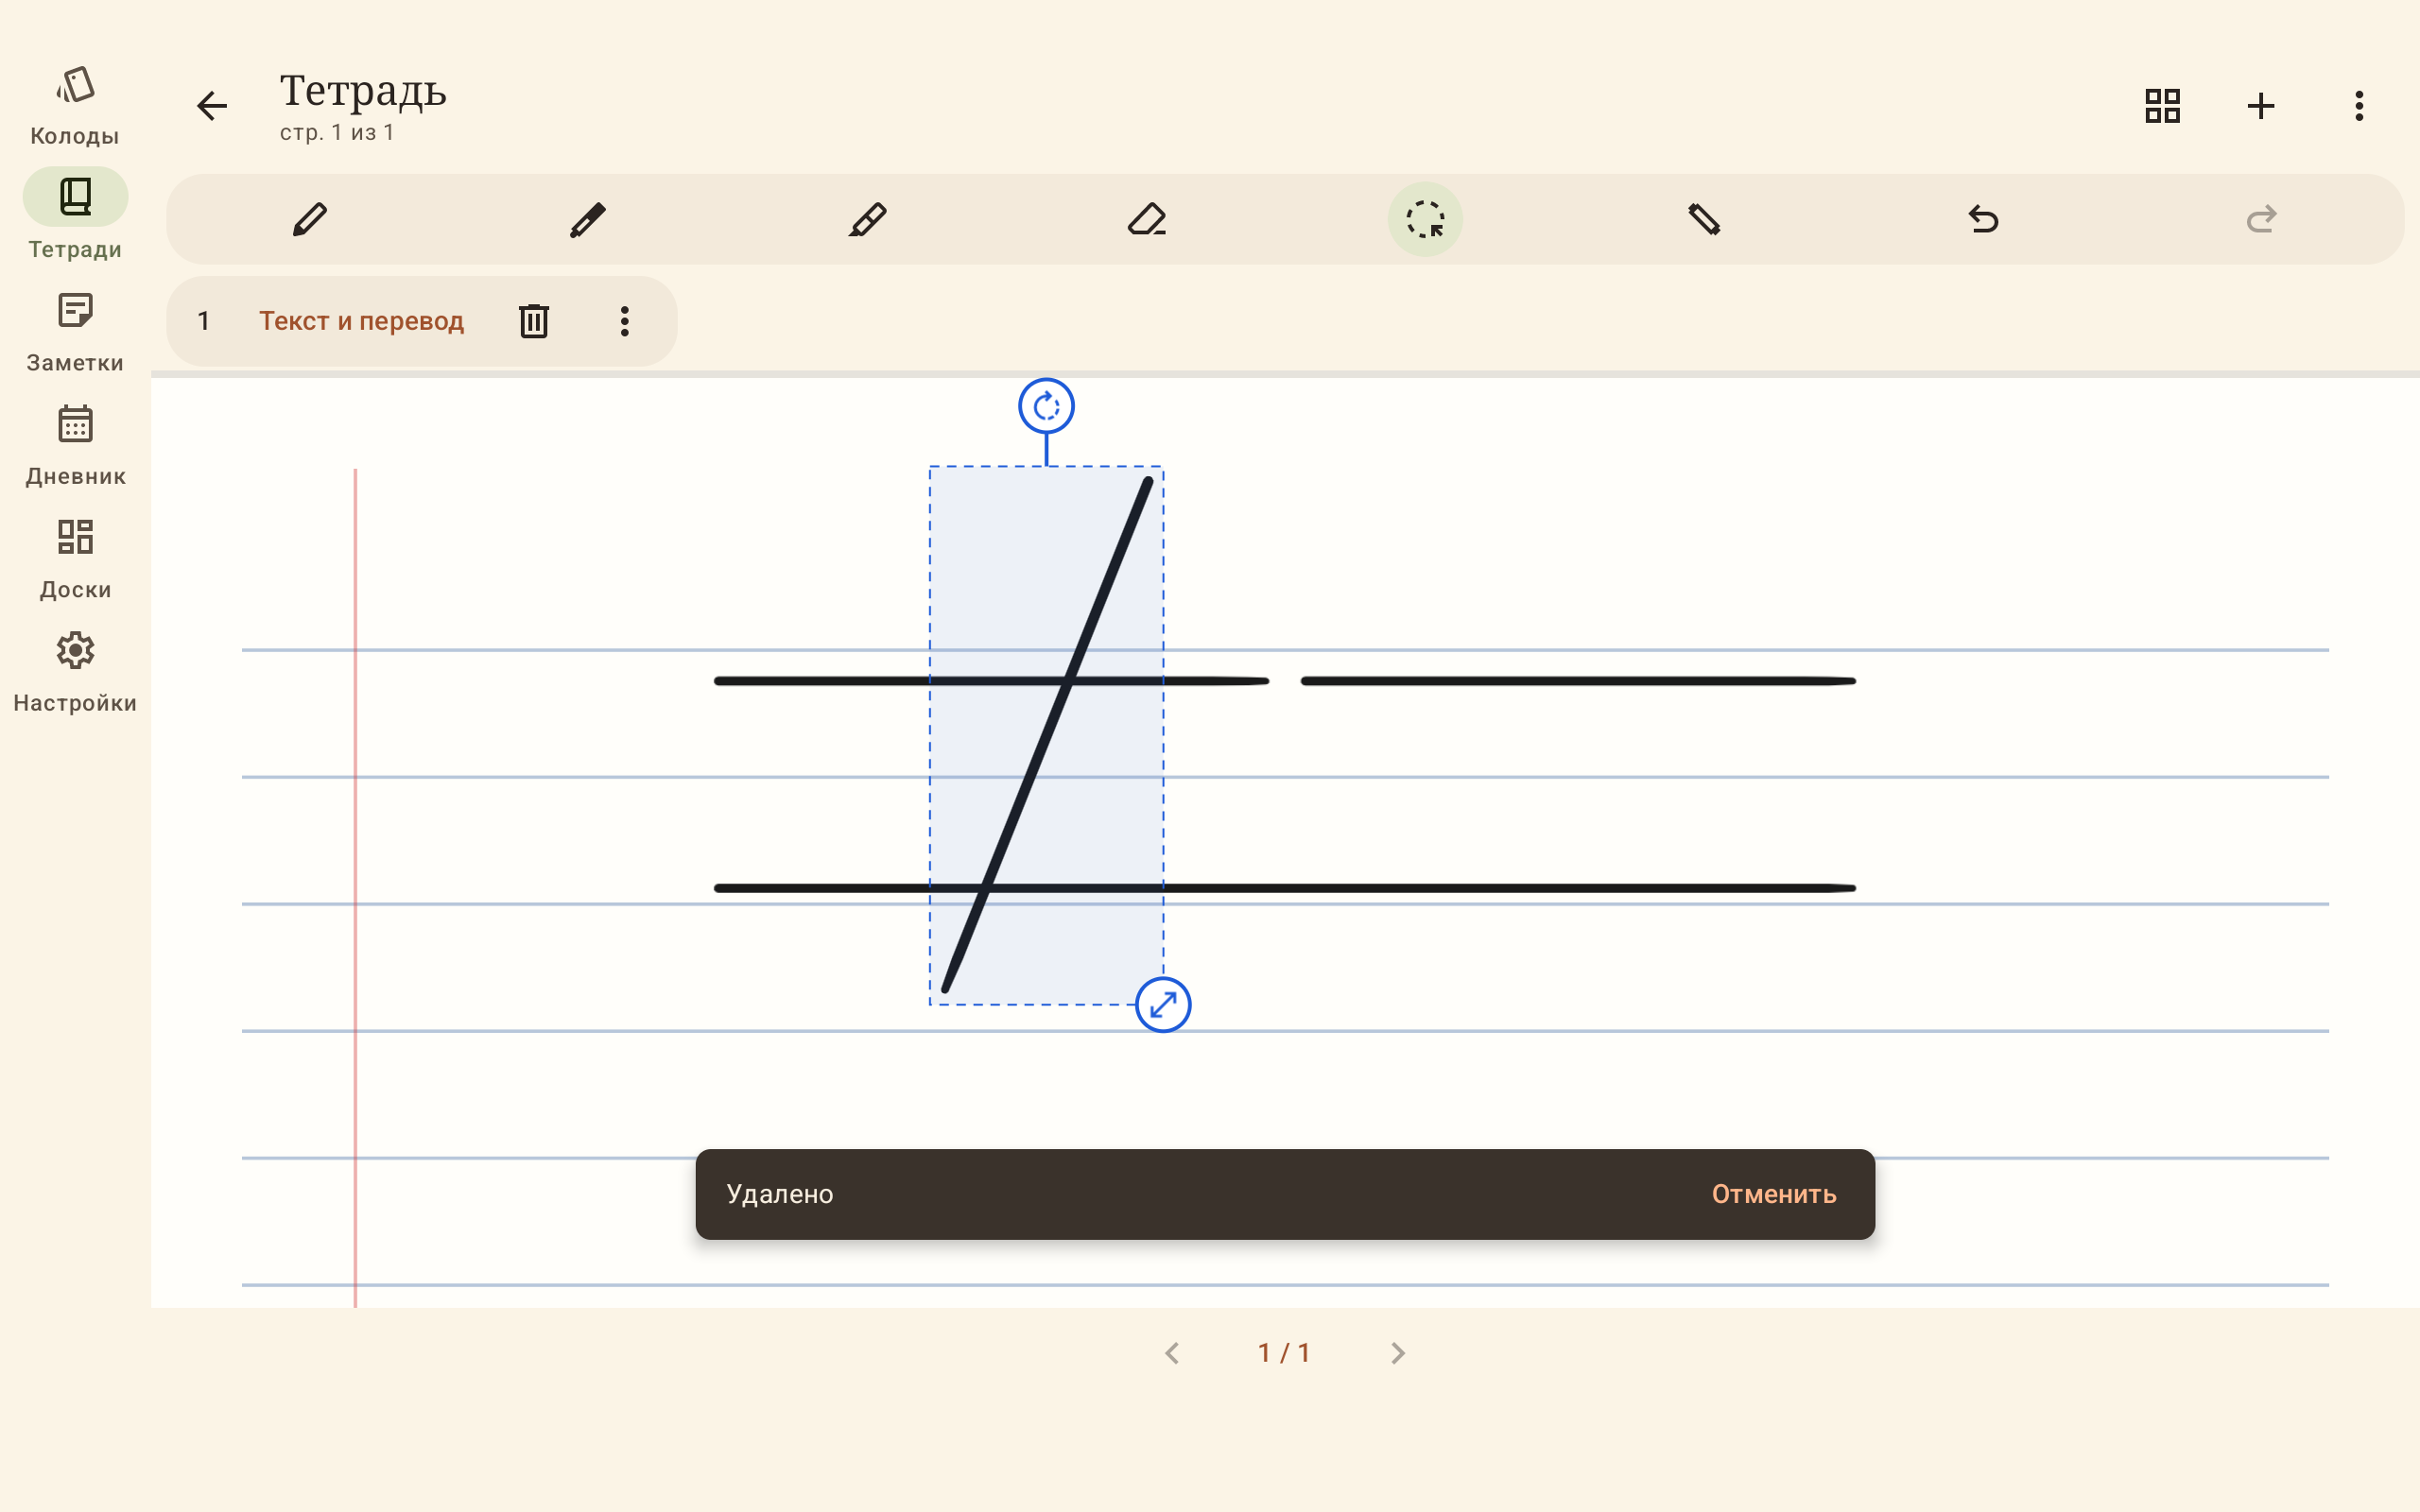 Тетрадь
стр. 1 из 1
Колоды
Тетради
Заметки
Дневник
Доски
Настройки
1 Текст и перевод
Удалено Отменить
1 / 1